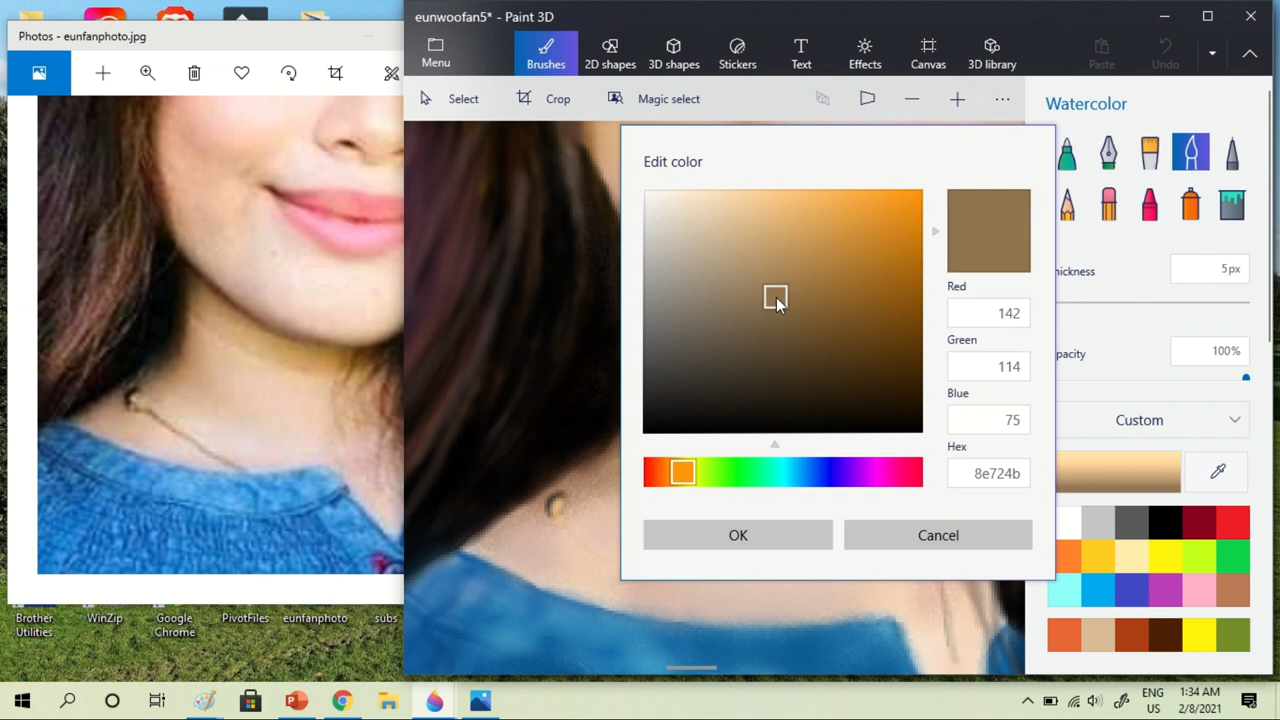 eunwoofan5* - Paint 3D
Photos - eunfanphoto.jpg
Menu
Brushes
2D shapes
3D shapes
Stickers
Text
Effects
Canvas
3D library
Paste
Undo
Select
Crop
Magic select
Watercolor
Edit color
Red
142
Green
114
Blue
75
Hex
8e724b
OK
Cancel
hickness
5px
pacity
100%
Custom
Brother
Utilities
WinZip
Google
Chrome
PivotFiles
eunfanphoto
subs
ENG
US
1:34 AM
2/8/2021